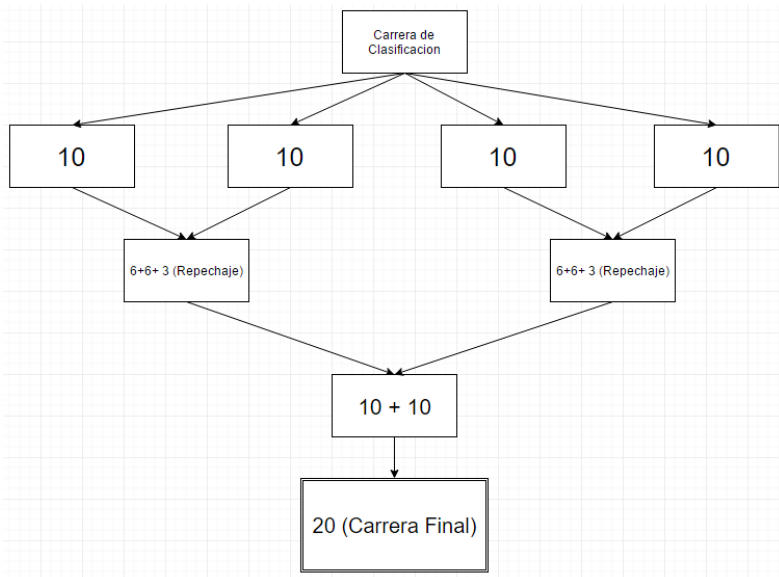 Carrera de
Clasificacion
10
10
10
10
6+6+ 3 (Repechaje)
6+6+ 3 (Repechaje)
10 + 10
20 (Carrera Final)